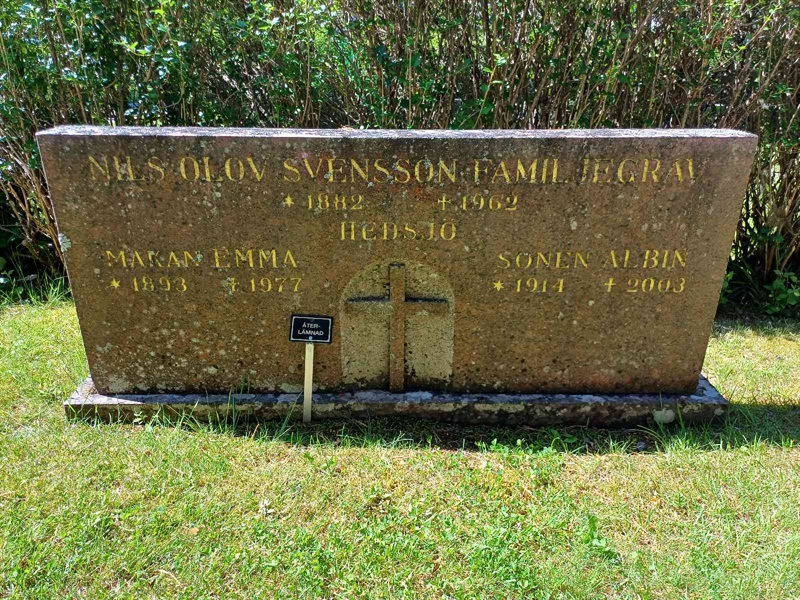 NILS OLOV SVENSSON FAMILJEGRAV
* 1882 † 1962
HEDSJÖ
MAKAN EMMA
* 1893 † 1977
SONEN ALBIN
* 1914 † 2003
ÅTER-
LÄMNAD